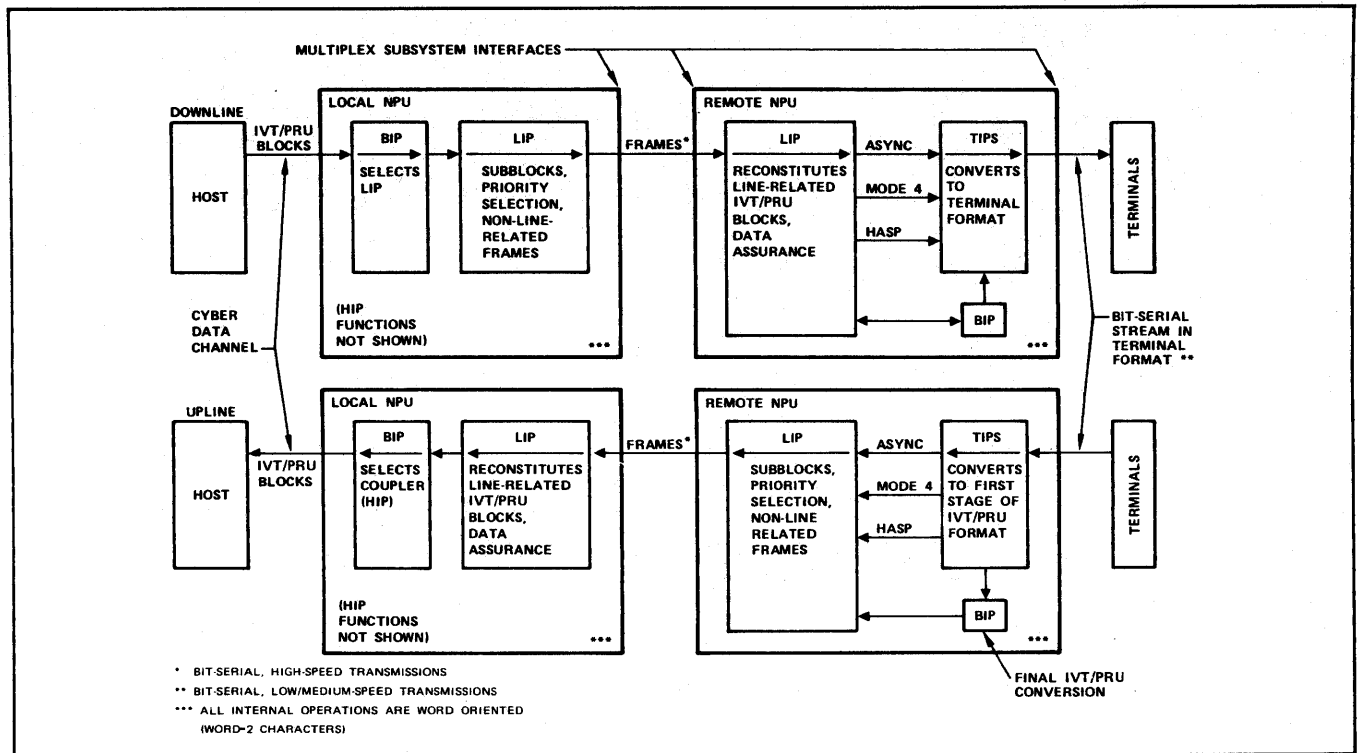 MULTIPLEX SUBSYSTEM INTERFACES
DOWNLINE
HOST
IVT/PRU
BLOCKS
LOCAL NPU
BIP
SELECTS
LIP
LIP
SUBBLOCKS,
PRIORITY
SELECTION,
NON-LINE-
RELATED
FRAMES
(HIP
FUNCTIONS
NOT SHOWN)
***
FRAMES*
REMOTE NPU
LIP
RECONSTITUTES
LINE-RELATED
IVT/PRU
BLOCKS,
DATA
ASSURANCE
ASYNC
MODE 4
HASP
TIPS
CONVERTS
TO
TERMINAL
FORMAT
BIP
***
TERMINALS
CYBER
DATA
CHANNEL
BIT-SERIAL
STREAM IN
TERMINAL
FORMAT **
UPLINE
HOST
IVT/PRU
BLOCKS
LOCAL NPU
BIP
SELECTS
COUPLER
(HIP)
LIP
RECONSTITUTES
LINE-RELATED
IVT/PRU
BLOCKS,
DATA
ASSURANCE
(HIP
FUNCTIONS
NOT SHOWN)
***
FRAMES*
REMOTE NPU
LIP
SUBBLOCKS,
PRIORITY
SELECTION,
NON-LINE
RELATED
FRAMES
ASYNC
MODE 4
HASP
TIPS
CONVERTS
TO FIRST
STAGE OF
IVT/PRU
FORMAT
BIP
***
TERMINALS
FINAL IVT/PRU
CONVERSION
* BIT-SERIAL, HIGH-SPEED TRANSMISSIONS
** BIT-SERIAL, LOW/MEDIUM-SPEED TRANSMISSIONS
*** ALL INTERNAL OPERATIONS ARE WORD ORIENTED
(WORD=2 CHARACTERS)